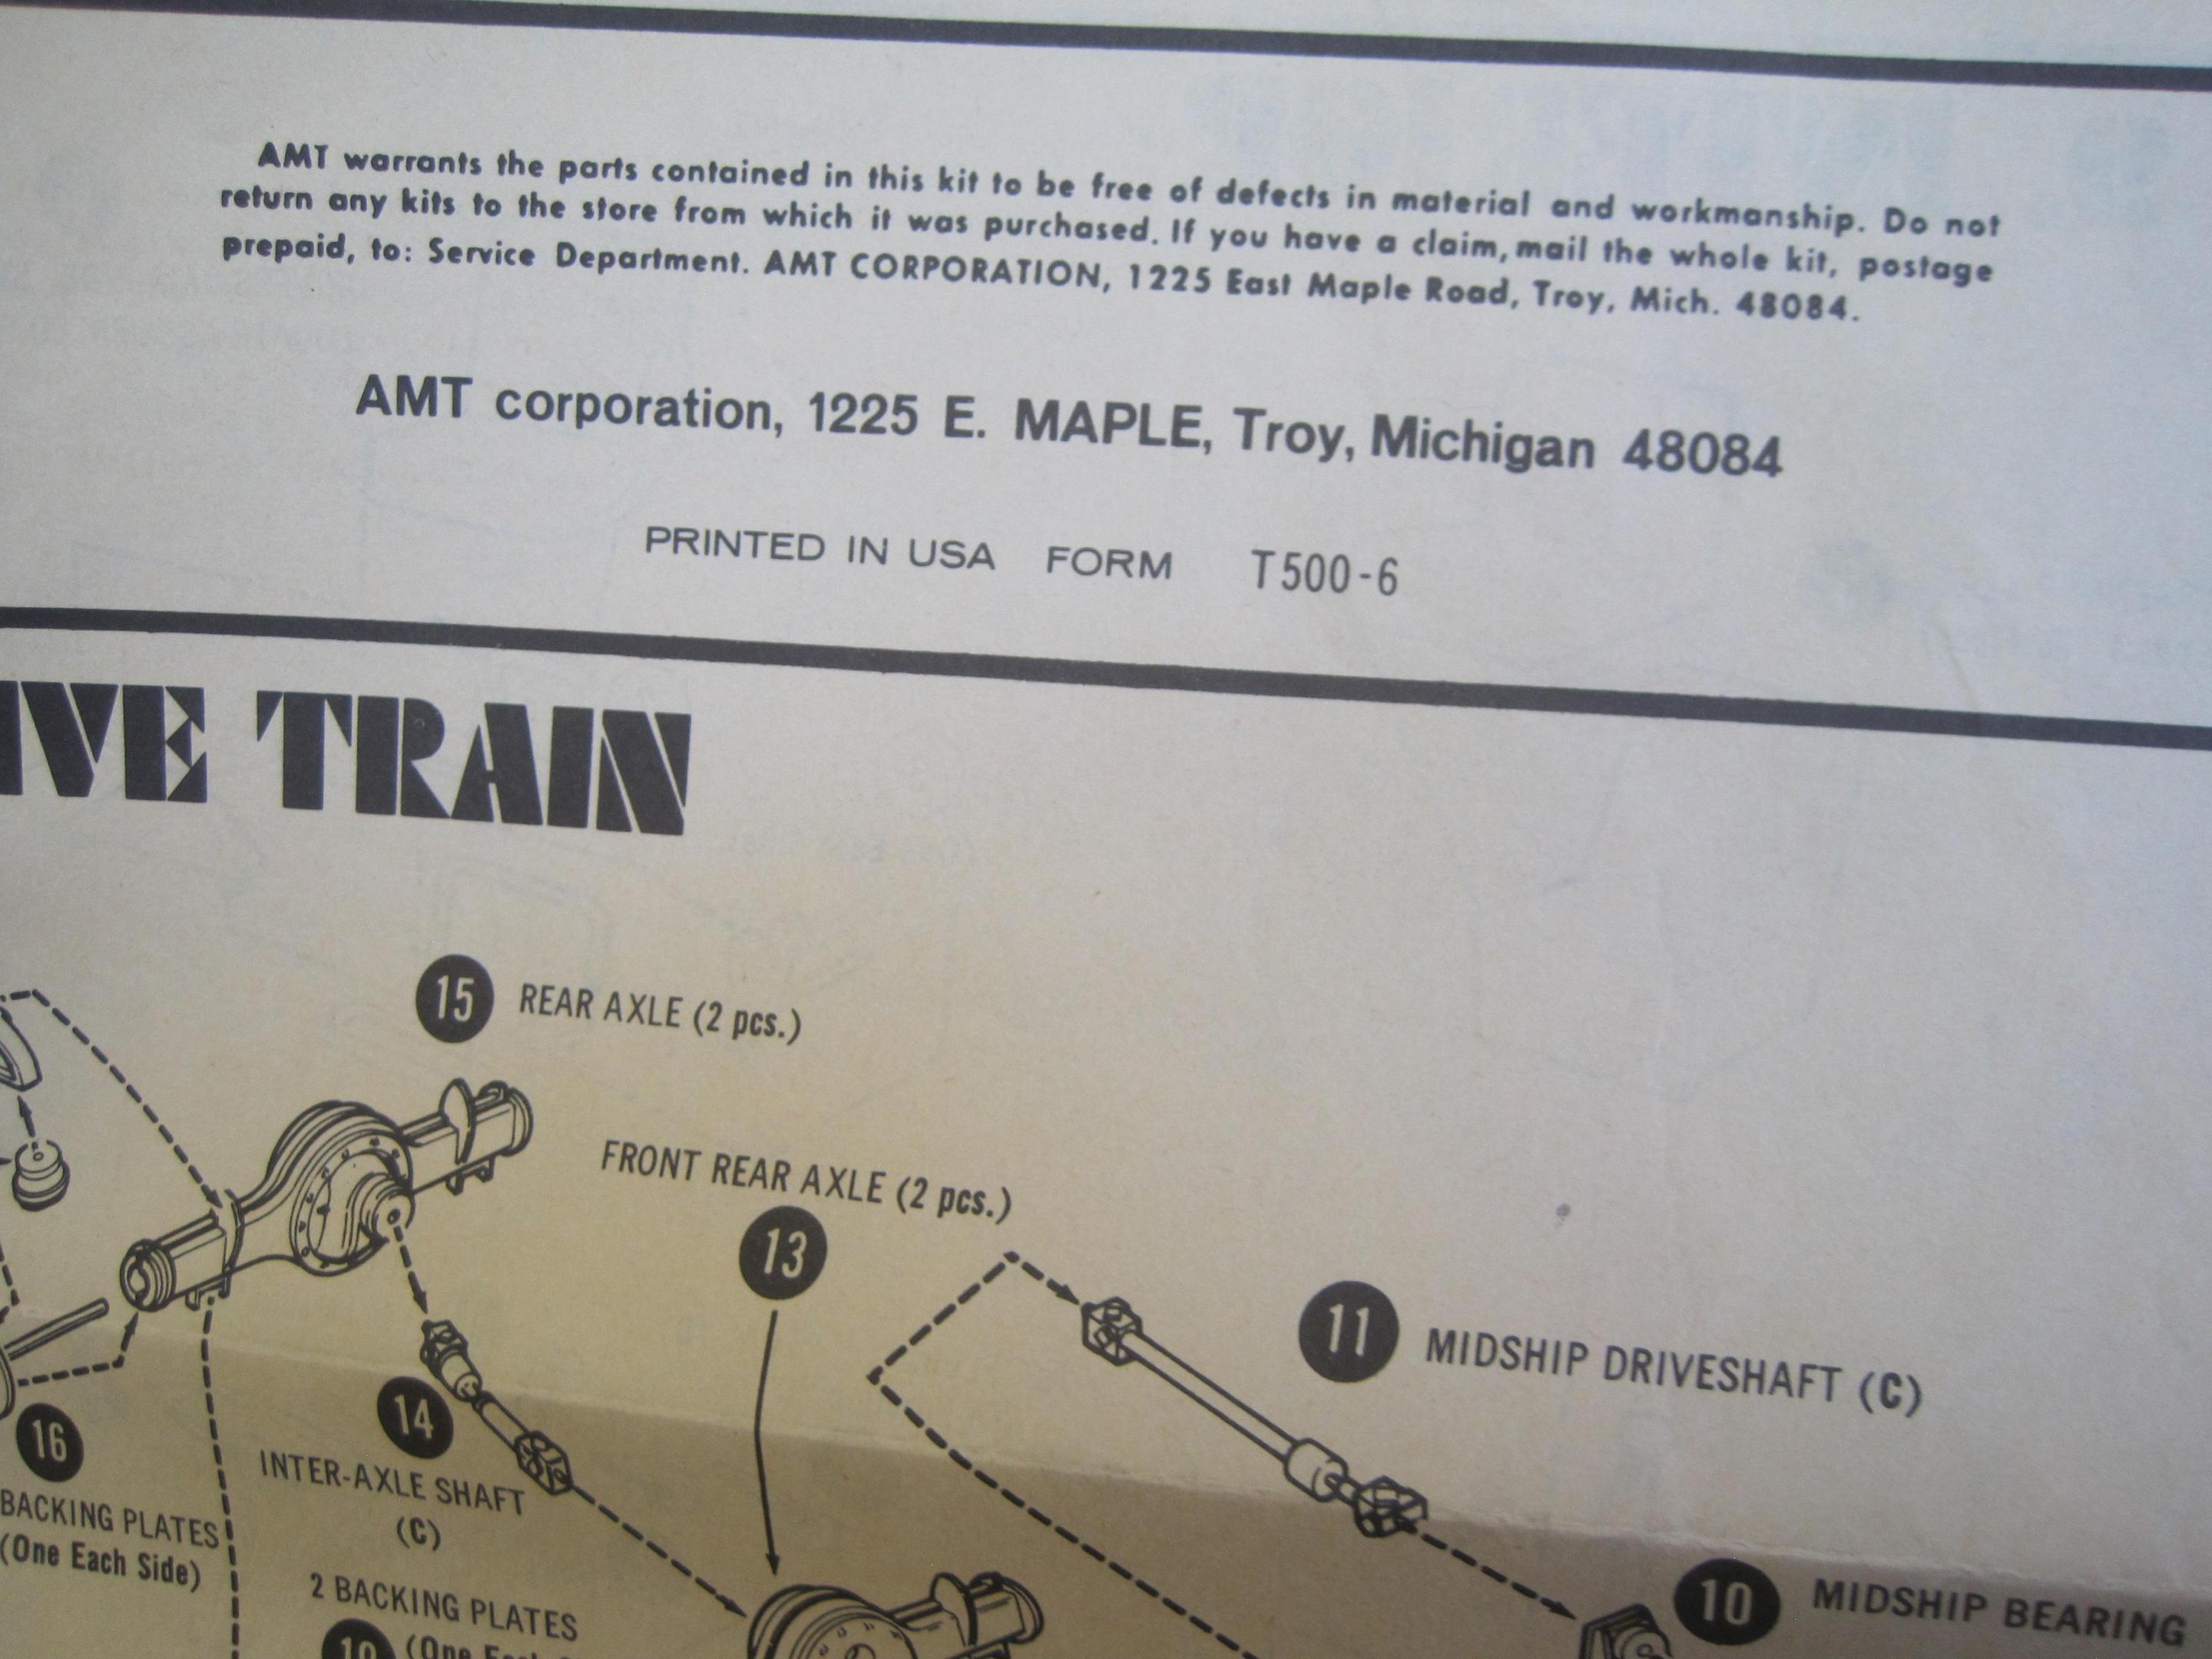 AMT warrants the parts contained in this kit to be free of defects in material and workmanship. Do not
return any kits to the store from which it was purchased. If you have a claim, mail the whole kit, postage
prepaid, to: Service Department. AMT CORPORATION, 1225 East Maple Road, Troy, Mich. 48084.
AMT corporation, 1225 E. MAPLE, Troy, Michigan 48084
PRINTED IN USA FORM T500-6
IVE TRAIN
15 REAR AXLE (2 pcs.)
FRONT REAR AXLE (2 pcs.)
13
11 MIDSHIP DRIVESHAFT (C)
14
INTER-AXLE SHAFT
(C)
16
BACKING PLATES
(One Each Side)
10 MIDSHIP BEARING
2 BACKING PLATES
(One